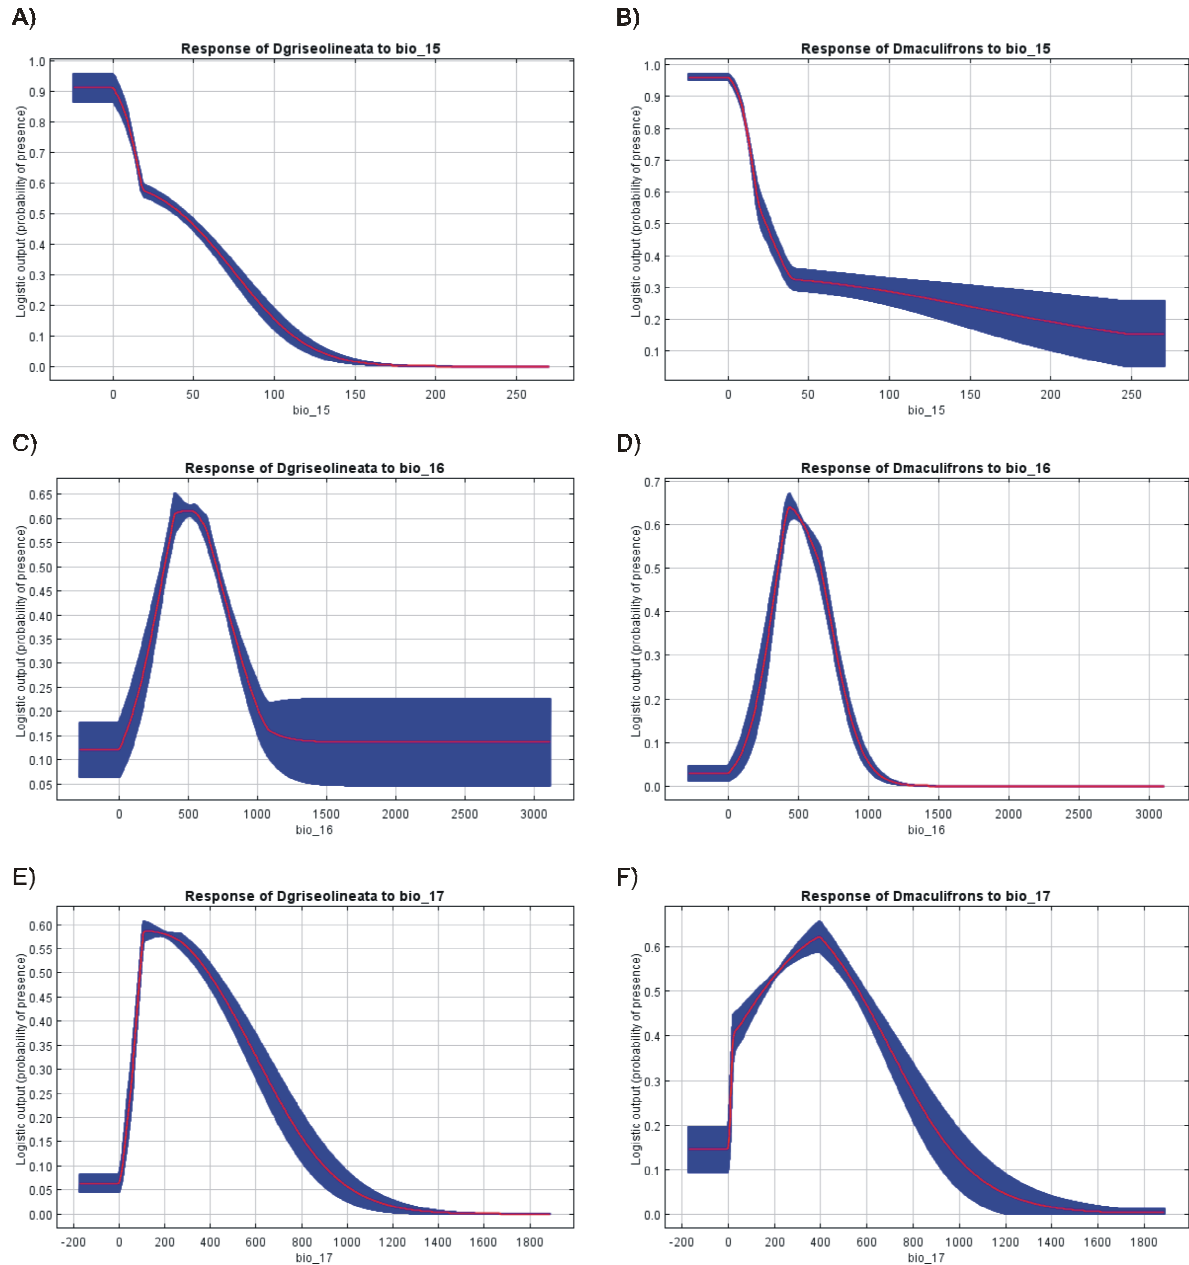 A)
Response of Dgriseolineata to bio_15
Logistic output (probability of presence)
1.0
0.9
0.8
0.7
0.6
0.5
0.4
0.3
0.2
0.1
0.0
0 50 100 150 200 250
bio_15
B)
Response of Dmaculifrons to bio_15
Logistic output (probability of presence)
1.0
0.9
0.8
0.7
0.6
0.5
0.4
0.3
0.2
0.1
0 50 100 150 200 250
bio_15
C)
Response of Dgriseolineata to bio_16
Logistic output (probability of presence)
0.65
0.60
0.55
0.50
0.45
0.40
0.35
0.30
0.25
0.20
0.15
0.10
0.05
0 500 1000 1500 2000 2500 3000
bio_16
D)
Response of Dmaculifrons to bio_16
Logistic output (probability of presence)
0.7
0.6
0.5
0.4
0.3
0.2
0.1
0.0
0 500 1000 1500 2000 2500 3000
bio_16
E)
Response of Dgriseolineata to bio_17
Logistic output (probability of presence)
0.60
0.55
0.50
0.45
0.40
0.35
0.30
0.25
0.20
0.15
0.10
0.05
0.00
-200 0 200 400 600 800 1000 1200 1400 1600 1800
bio_17
F)
Response of Dmaculifrons to bio_17
Logistic output (probability of presence)
0.6
0.5
0.4
0.3
0.2
0.1
0.0
-200 0 200 400 600 800 1000 1200 1400 1600 1800
bio_17